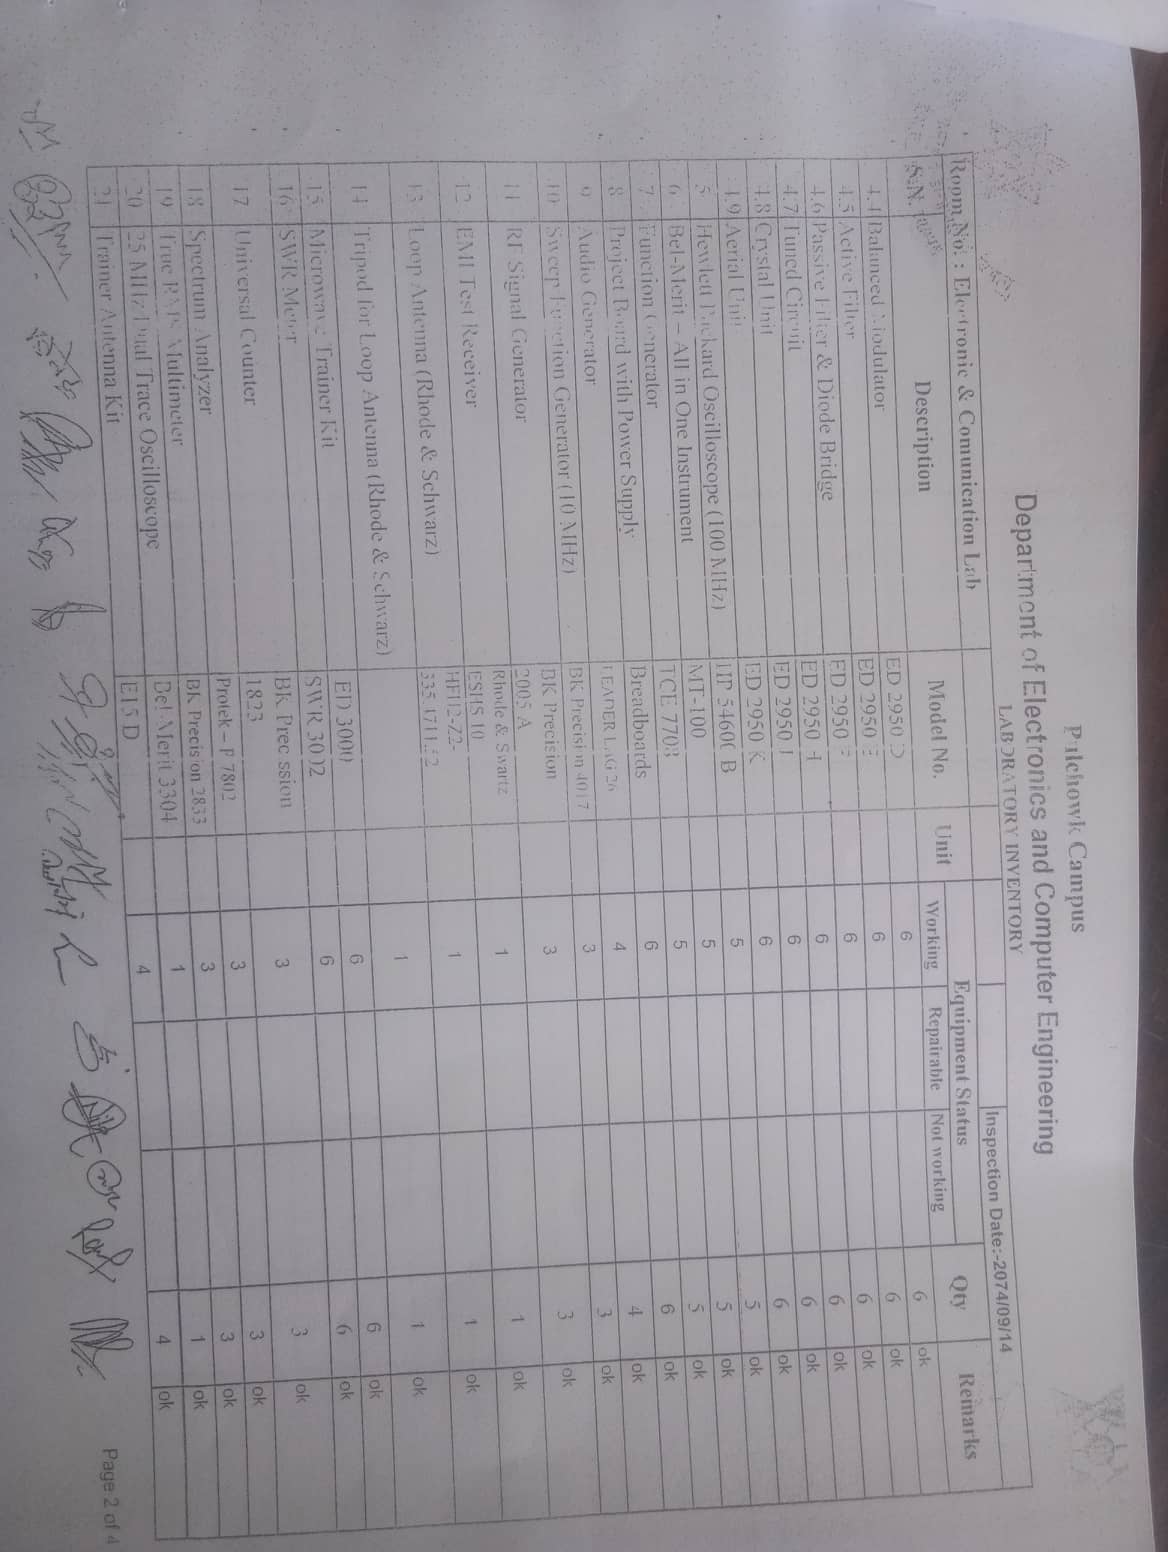 Pulchowk Campus
Department of Electronics and Computer Engineering
LABORATORY INVENTORY
Room No. : Electronic & Comunication Lab Inspection Date:-2074/09/14
S.N. Description Model No. Unit Equipment Status Qty Remarks
Working Repairable Not working
4.4 Balanced Modulator ED 2950 D 6 6 ok
4.5 Active Filter ED 2950 E 6 6 ok
4.6 Passive Filter & Diode Bridge ED 2950 F 6 6 ok
4.7 Tuned Circuit ED 2950 H 6 6 ok
4.8 Crystal Unit ED 2950 I 6 6 ok
4.9 Aerial Unit ED 2950 K 6 6 ok
5 Hewlett Packard Oscilloscope (100 MHz) HP 54600 B 5 5 ok
6 Bel-Merit – All in One Instrument MT-100 5 5 ok
7 Function Generator TCE 7703 5 5 ok
8 Project Board with Power Supply Breadboards 6 6 ok
9 Audio Generator LEADER LAG 26 4 4 ok
10 Sweep Function Generator (10 MHz) BK Precision 4017 3 3 ok
11 RF Signal Generator BK Precision 2005 A 3 3 ok
12 EMI Test Receiver Rhode & Swartz ESHS 10 1 1 ok
13 Loop Antenna (Rhode & Schwarz) HFH2-Z2-335.4711.52 1 1 ok
14 Tripod for Loop Antenna (Rhode & Schwarz) 1 1 ok
15 Microwave Trainer Kit ED 3000 6 6 ok
16 SWR Meter SWR 3002 6 6 ok
17 Universal Counter BK Precission 1823 3 3 ok
18 Spectrum Analyzer Protek – P 7802 3 3 ok
19 True RMS Multimeter BK Precision 2833 3 3 ok
20 25 MHz Dual Trace Oscilloscope Bel-Merit 3304 1 1 ok
21 Trainer Antenna Kit E15 D 4 4 ok
Page 2 of 4